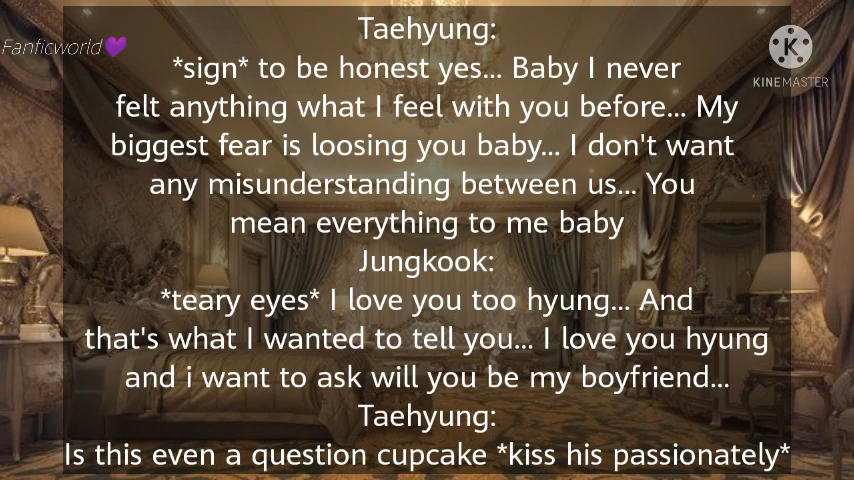 Fanficworld💜
K
KINEMASTER
Taehyung:
*sign* to be honest yes... Baby I never
felt anything what I feel with you before... My
biggest fear is loosing you baby... I don't want
any misunderstanding between us... You
mean everything to me baby
Jungkook:
*teary eyes* I love you too hyung... And
that's what I wanted to tell you... I love you hyung
and i want to ask will you be my boyfriend...
Taehyung:
Is this even a question cupcake *kiss his passionately*